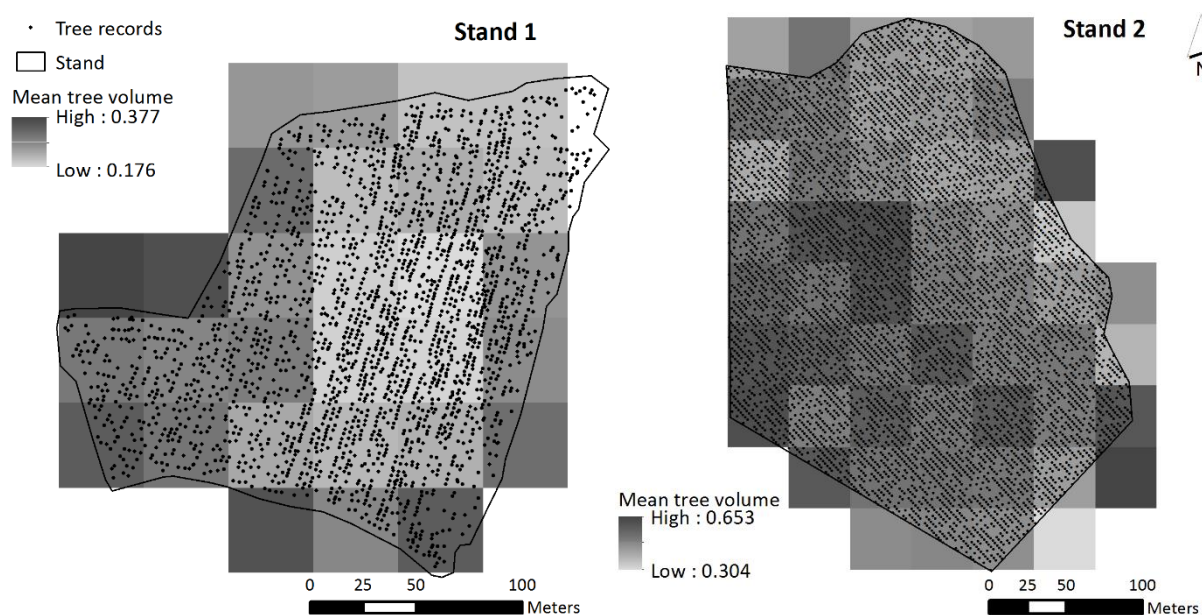 Tree records
Stand
Mean tree volume
High : 0.377
Low : 0.176
Stand 1
0 25 50 100
Meters
Stand 2
N
Mean tree volume
High : 0.653
Low : 0.304
0 25 50 100
Meters